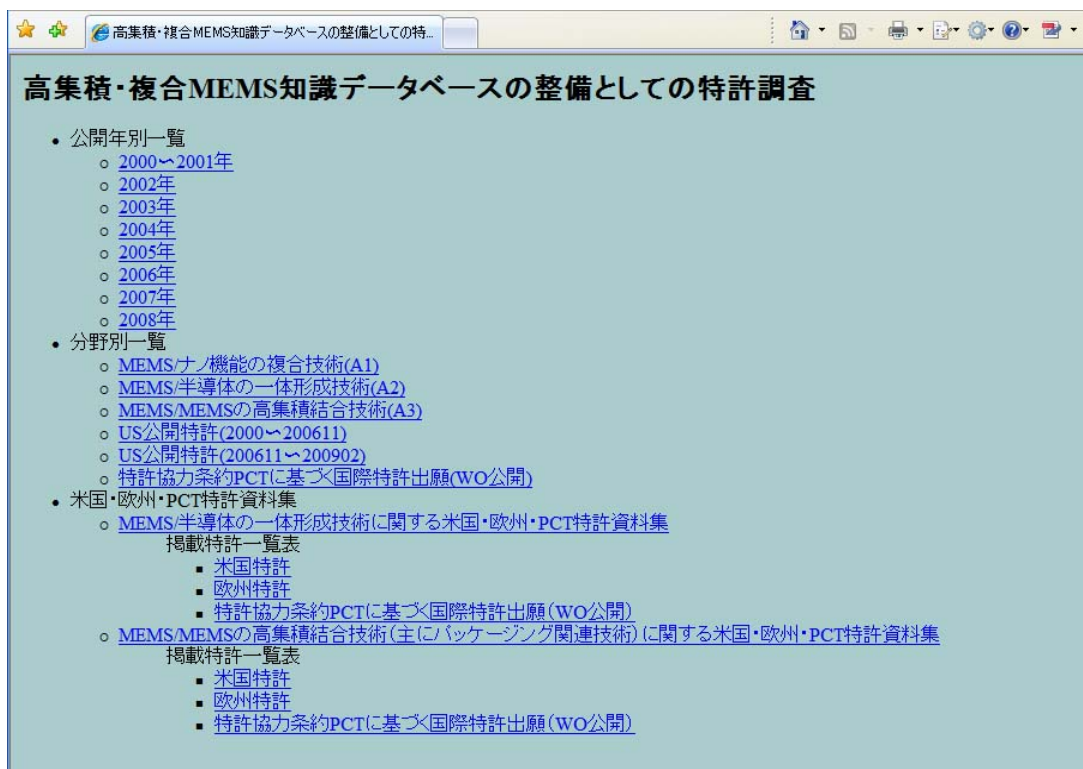 高集積・複合MEMS知識データベースの整備としての特...
高集積・複合MEMS知識データベースの整備としての特許調査
公開年別一覧
2000〜2001年
2002年
2003年
2004年
2005年
2006年
2007年
2008年
分野別一覧
MEMS/ナノ機能の複合技術(A1)
MEMS/半導体の一体形成技術(A2)
MEMS/MEMSの高集積結合技術(A3)
US公開特許(2000〜200611)
US公開特許(200611〜200902)
特許協力条約PCTに基づく国際特許出願(WO公開)
米国・欧州・PCT特許資料集
MEMS/半導体の一体形成技術に関する米国・欧州・PCT特許資料集
掲載特許一覧表
米国特許
欧州特許
特許協力条約PCTに基づく国際特許出願(WO公開)
MEMS/MEMSの高集積結合技術(主にパッケージング関連技術)に関する米国・欧州・PCT特許資料集
掲載特許一覧表
米国特許
欧州特許
特許協力条約PCTに基づく国際特許出願(WO公開)